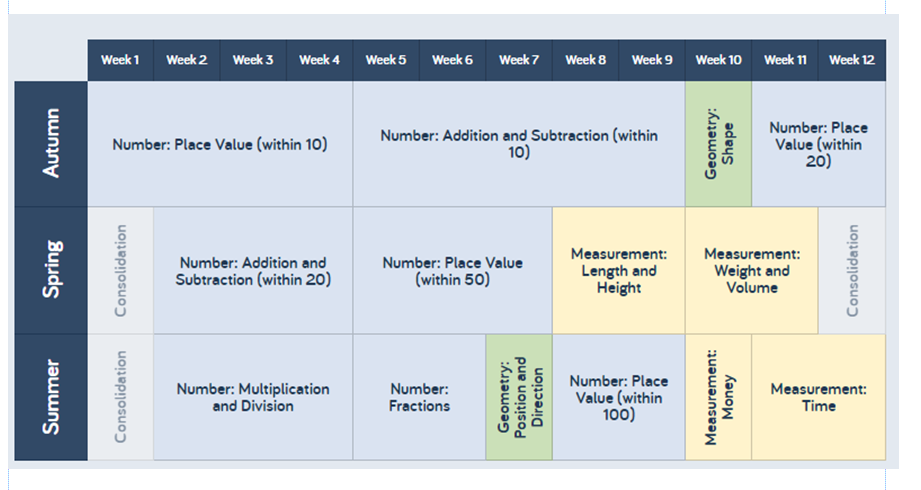 Week 1 Week 2 Week 3 Week 4 Week 5 Week 6 Week 7 Week 8 Week 9 Week 10 Week 11 Week 12
Autumn
Number: Place Value (within 10)
Number: Addition and Subtraction (within
10)
Geometry:
Shape
Number: Place
Value (within
20)
Spring
Consolidation
Number: Addition and
Subtraction (within 20)
Number: Place Value
(within 50)
Measurement:
Length and
Height
Measurement:
Weight and
Volume
Consolidation
Summer
Consolidation
Number: Multiplication
and Division
Number:
Fractions
Geometry:
Position and
Direction
Number: Place
Value (within
100)
Measurement:
Money
Measurement:
Time